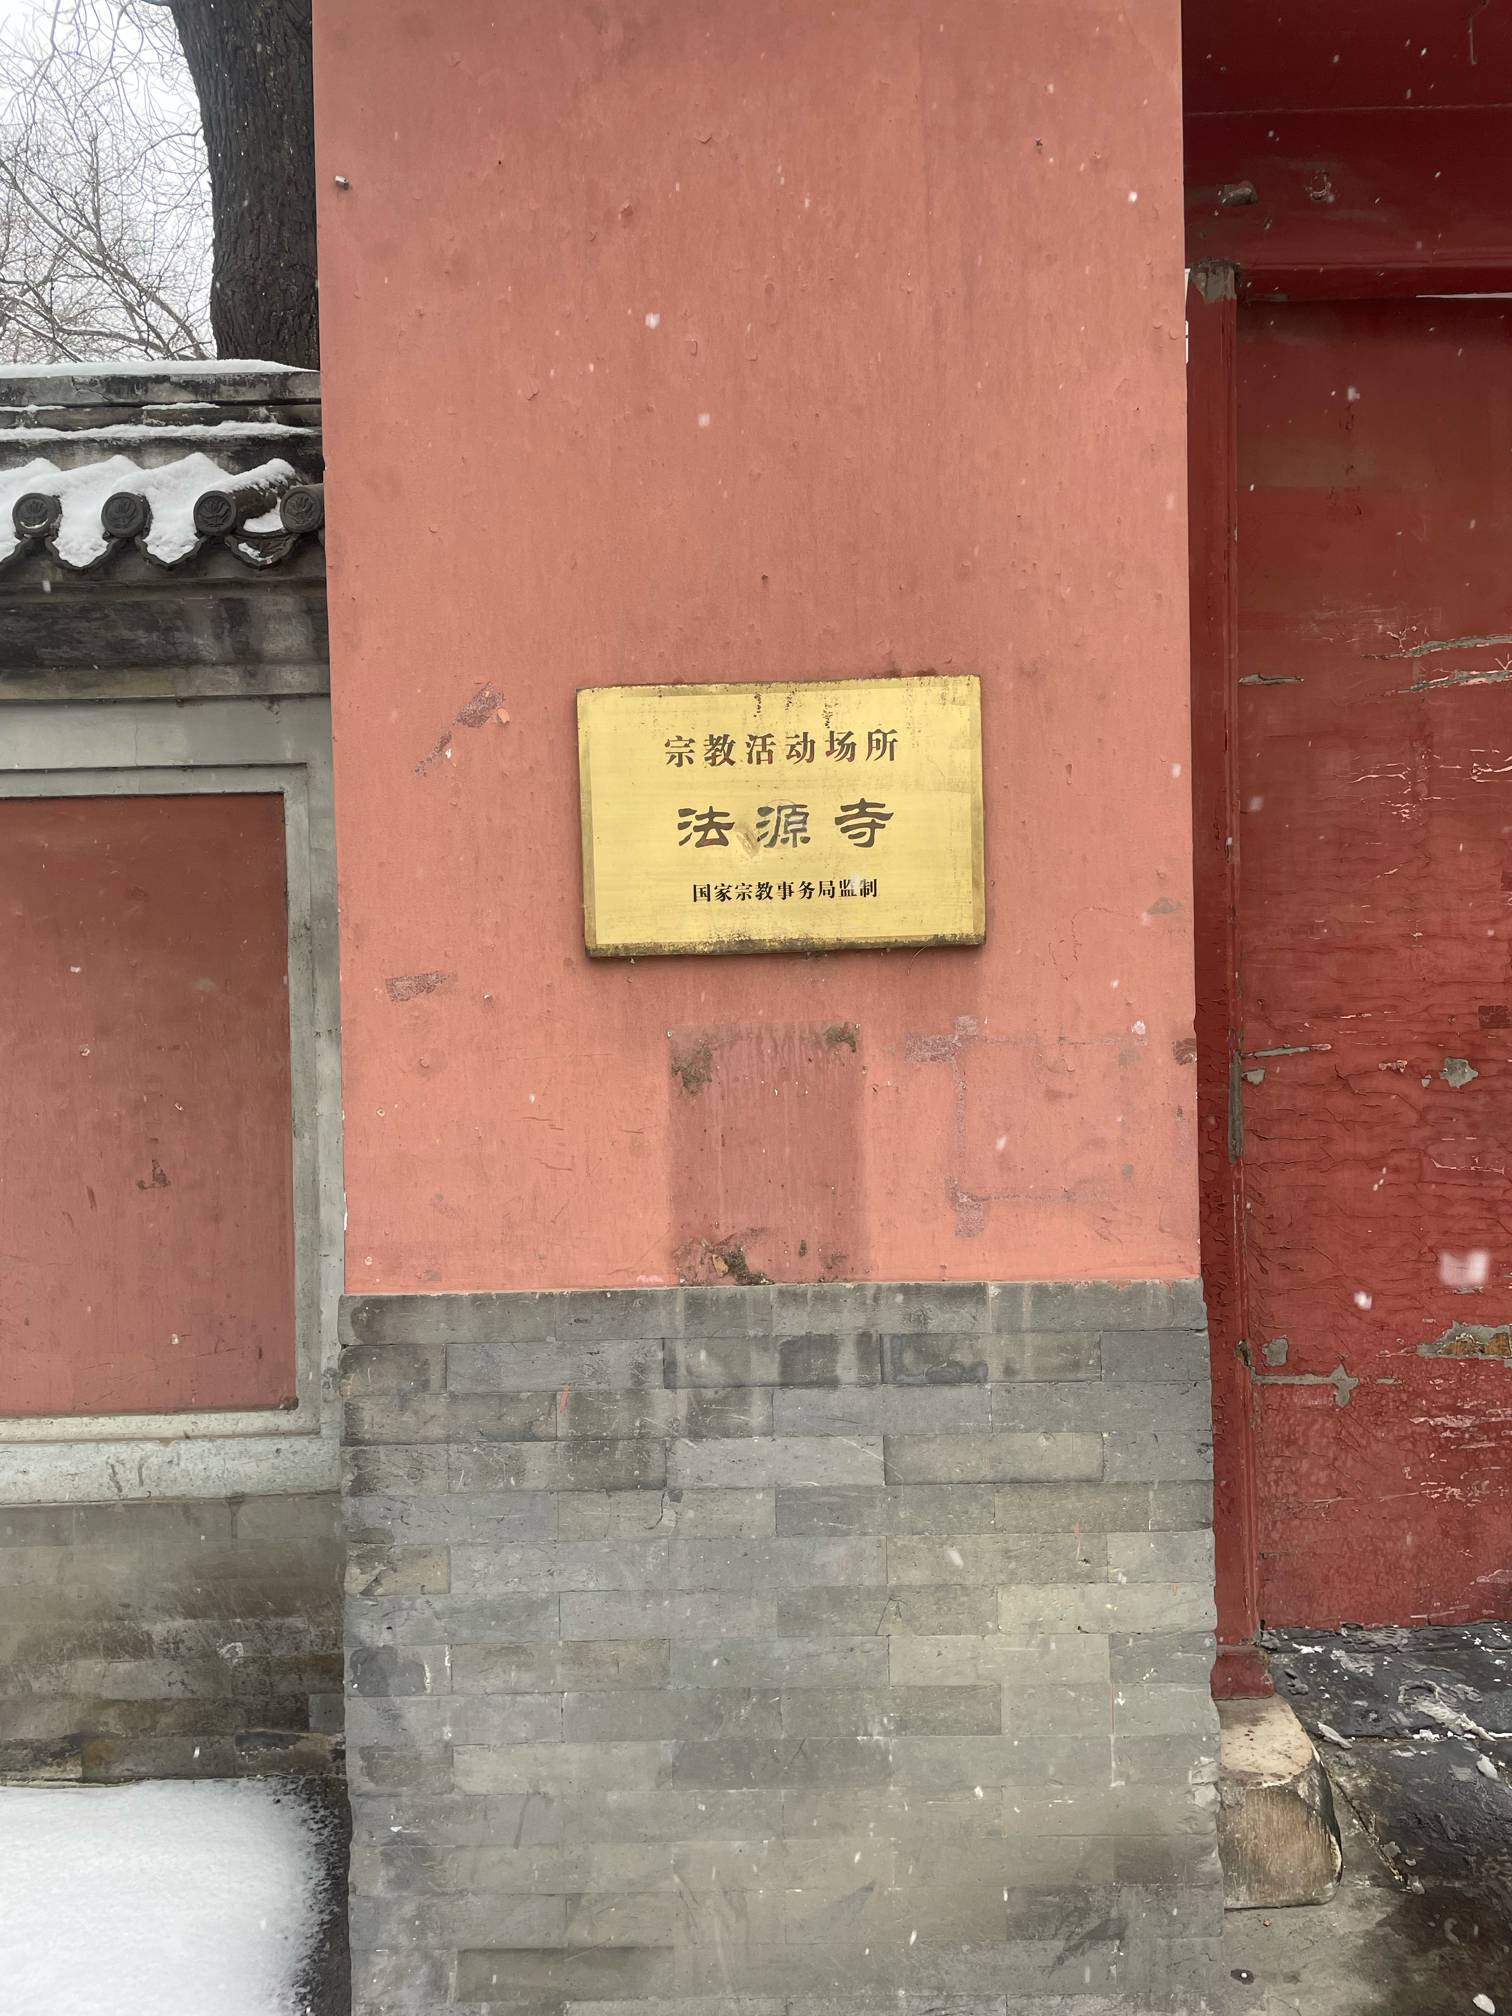 宗教活动场所
法源寺
国家宗教事务局监制